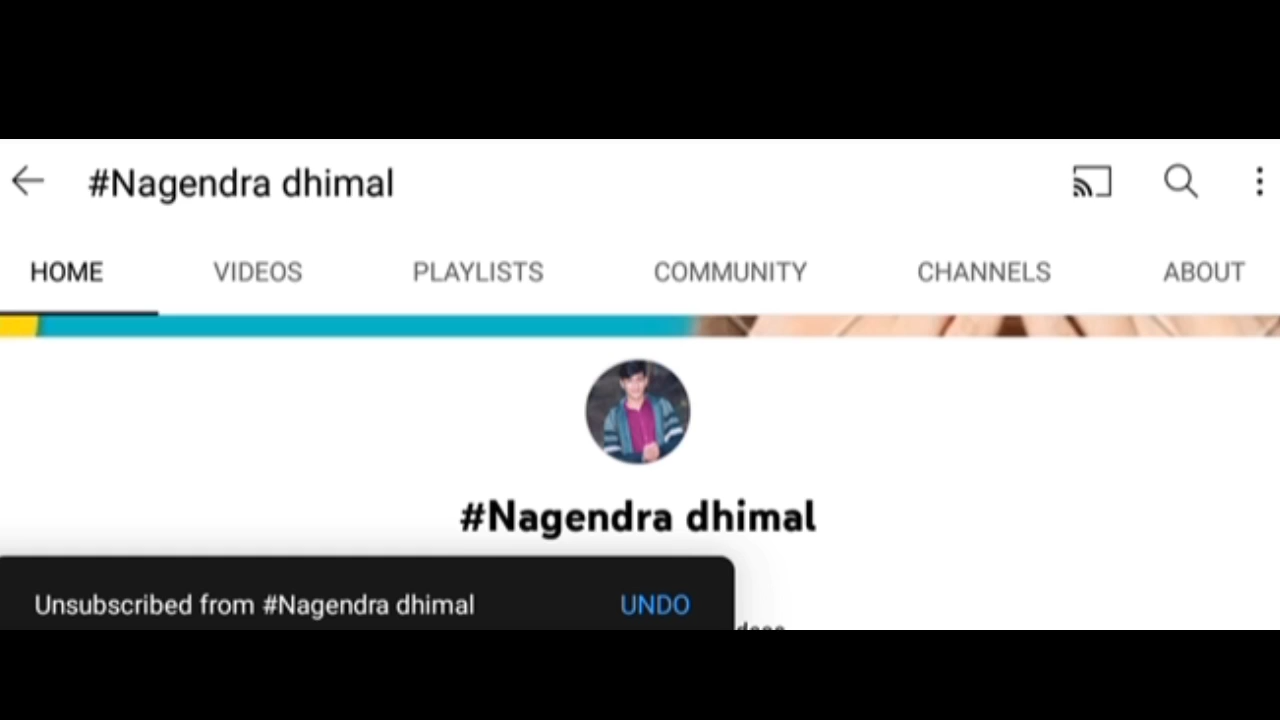 #Nagendra dhimal
HOME VIDEOS PLAYLISTS COMMUNITY CHANNELS ABOUT
#Nagendra dhimal
Unsubscribed from #Nagendra dhimal UNDO